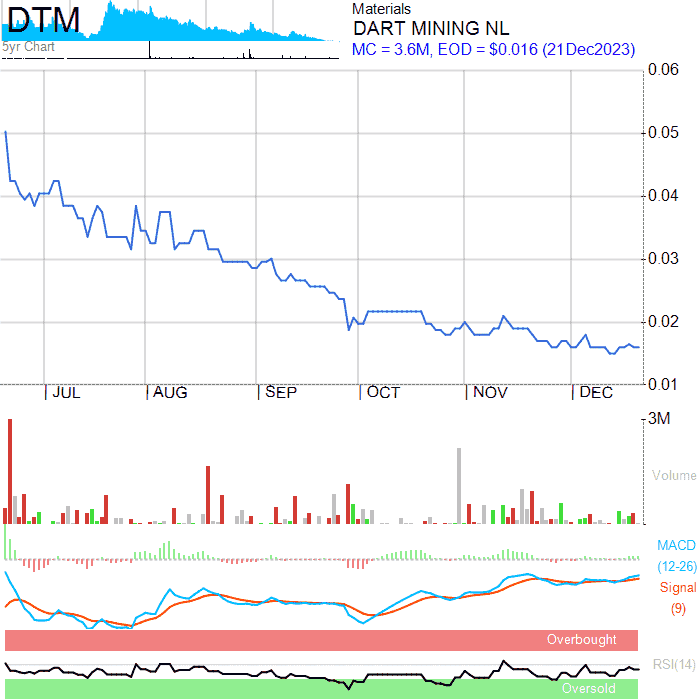 DTM
5yr Chart
Materials
DART MINING NL
MC = 3.6M, EOD = $0.016 (21Dec2023)
0.06
0.05
0.04
0.03
0.02
0.01
JUL AUG SEP OCT NOV DEC
3M
Volume
MACD
(12-26)
Signal
(9)
Overbought
RSI(14)
Oversold